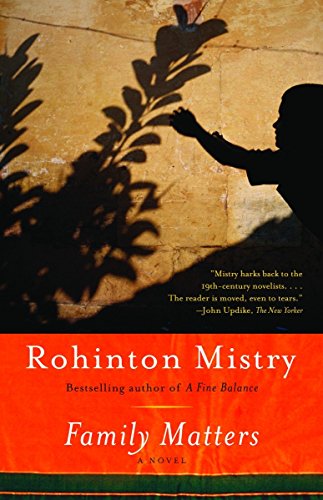 "Mistry harks back to the
19th-century novelists. . . .
The reader is moved, even to tears."
—John Updike, The New Yorker
Rohinton Mistry
Bestselling author of A Fine Balance
Family Matters
A NOVEL